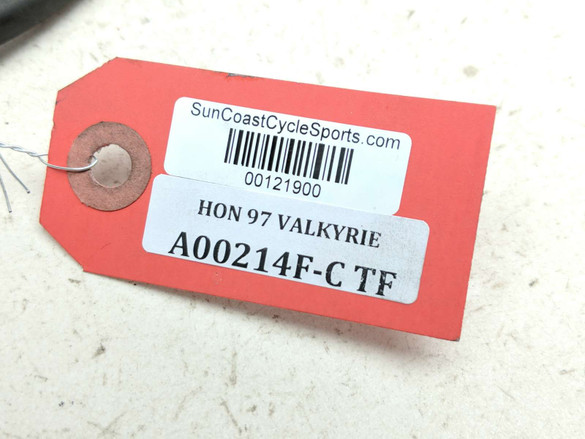 SunCoastCycleSports.com
00121900
HON 97 VALKYRIE
A00214F-C TF